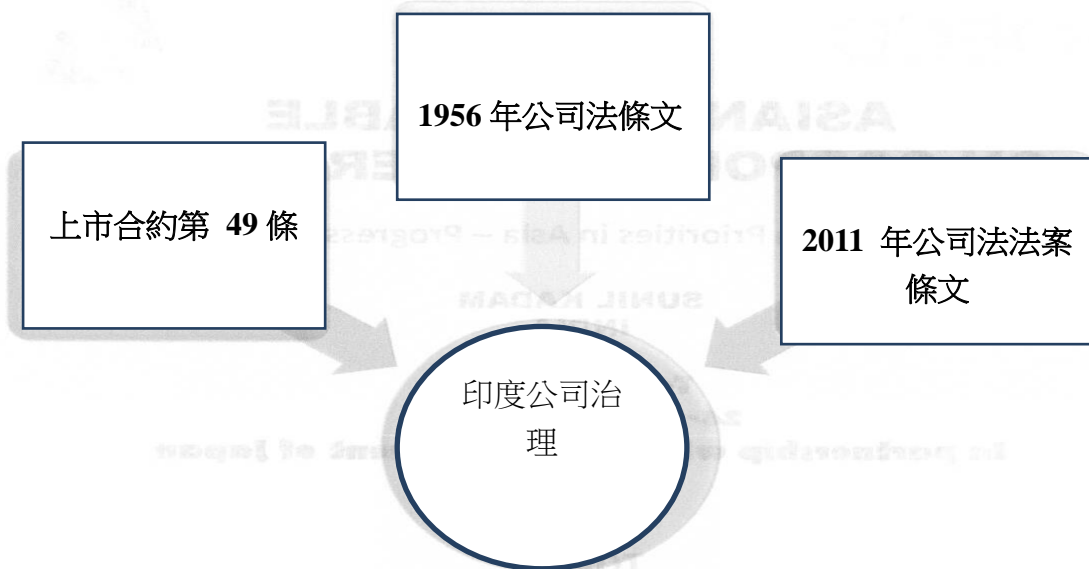 1956 年公司法條文
上市合約第 49 條
2011 年公司法法案
條文
印度公司治
理